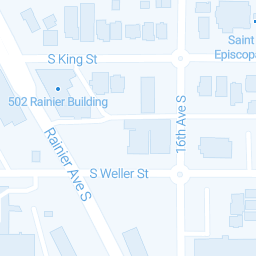 Saint
Episcopa
S King St
502 Rainier Building
Rainier Ave S
16th Ave S
S Weller St